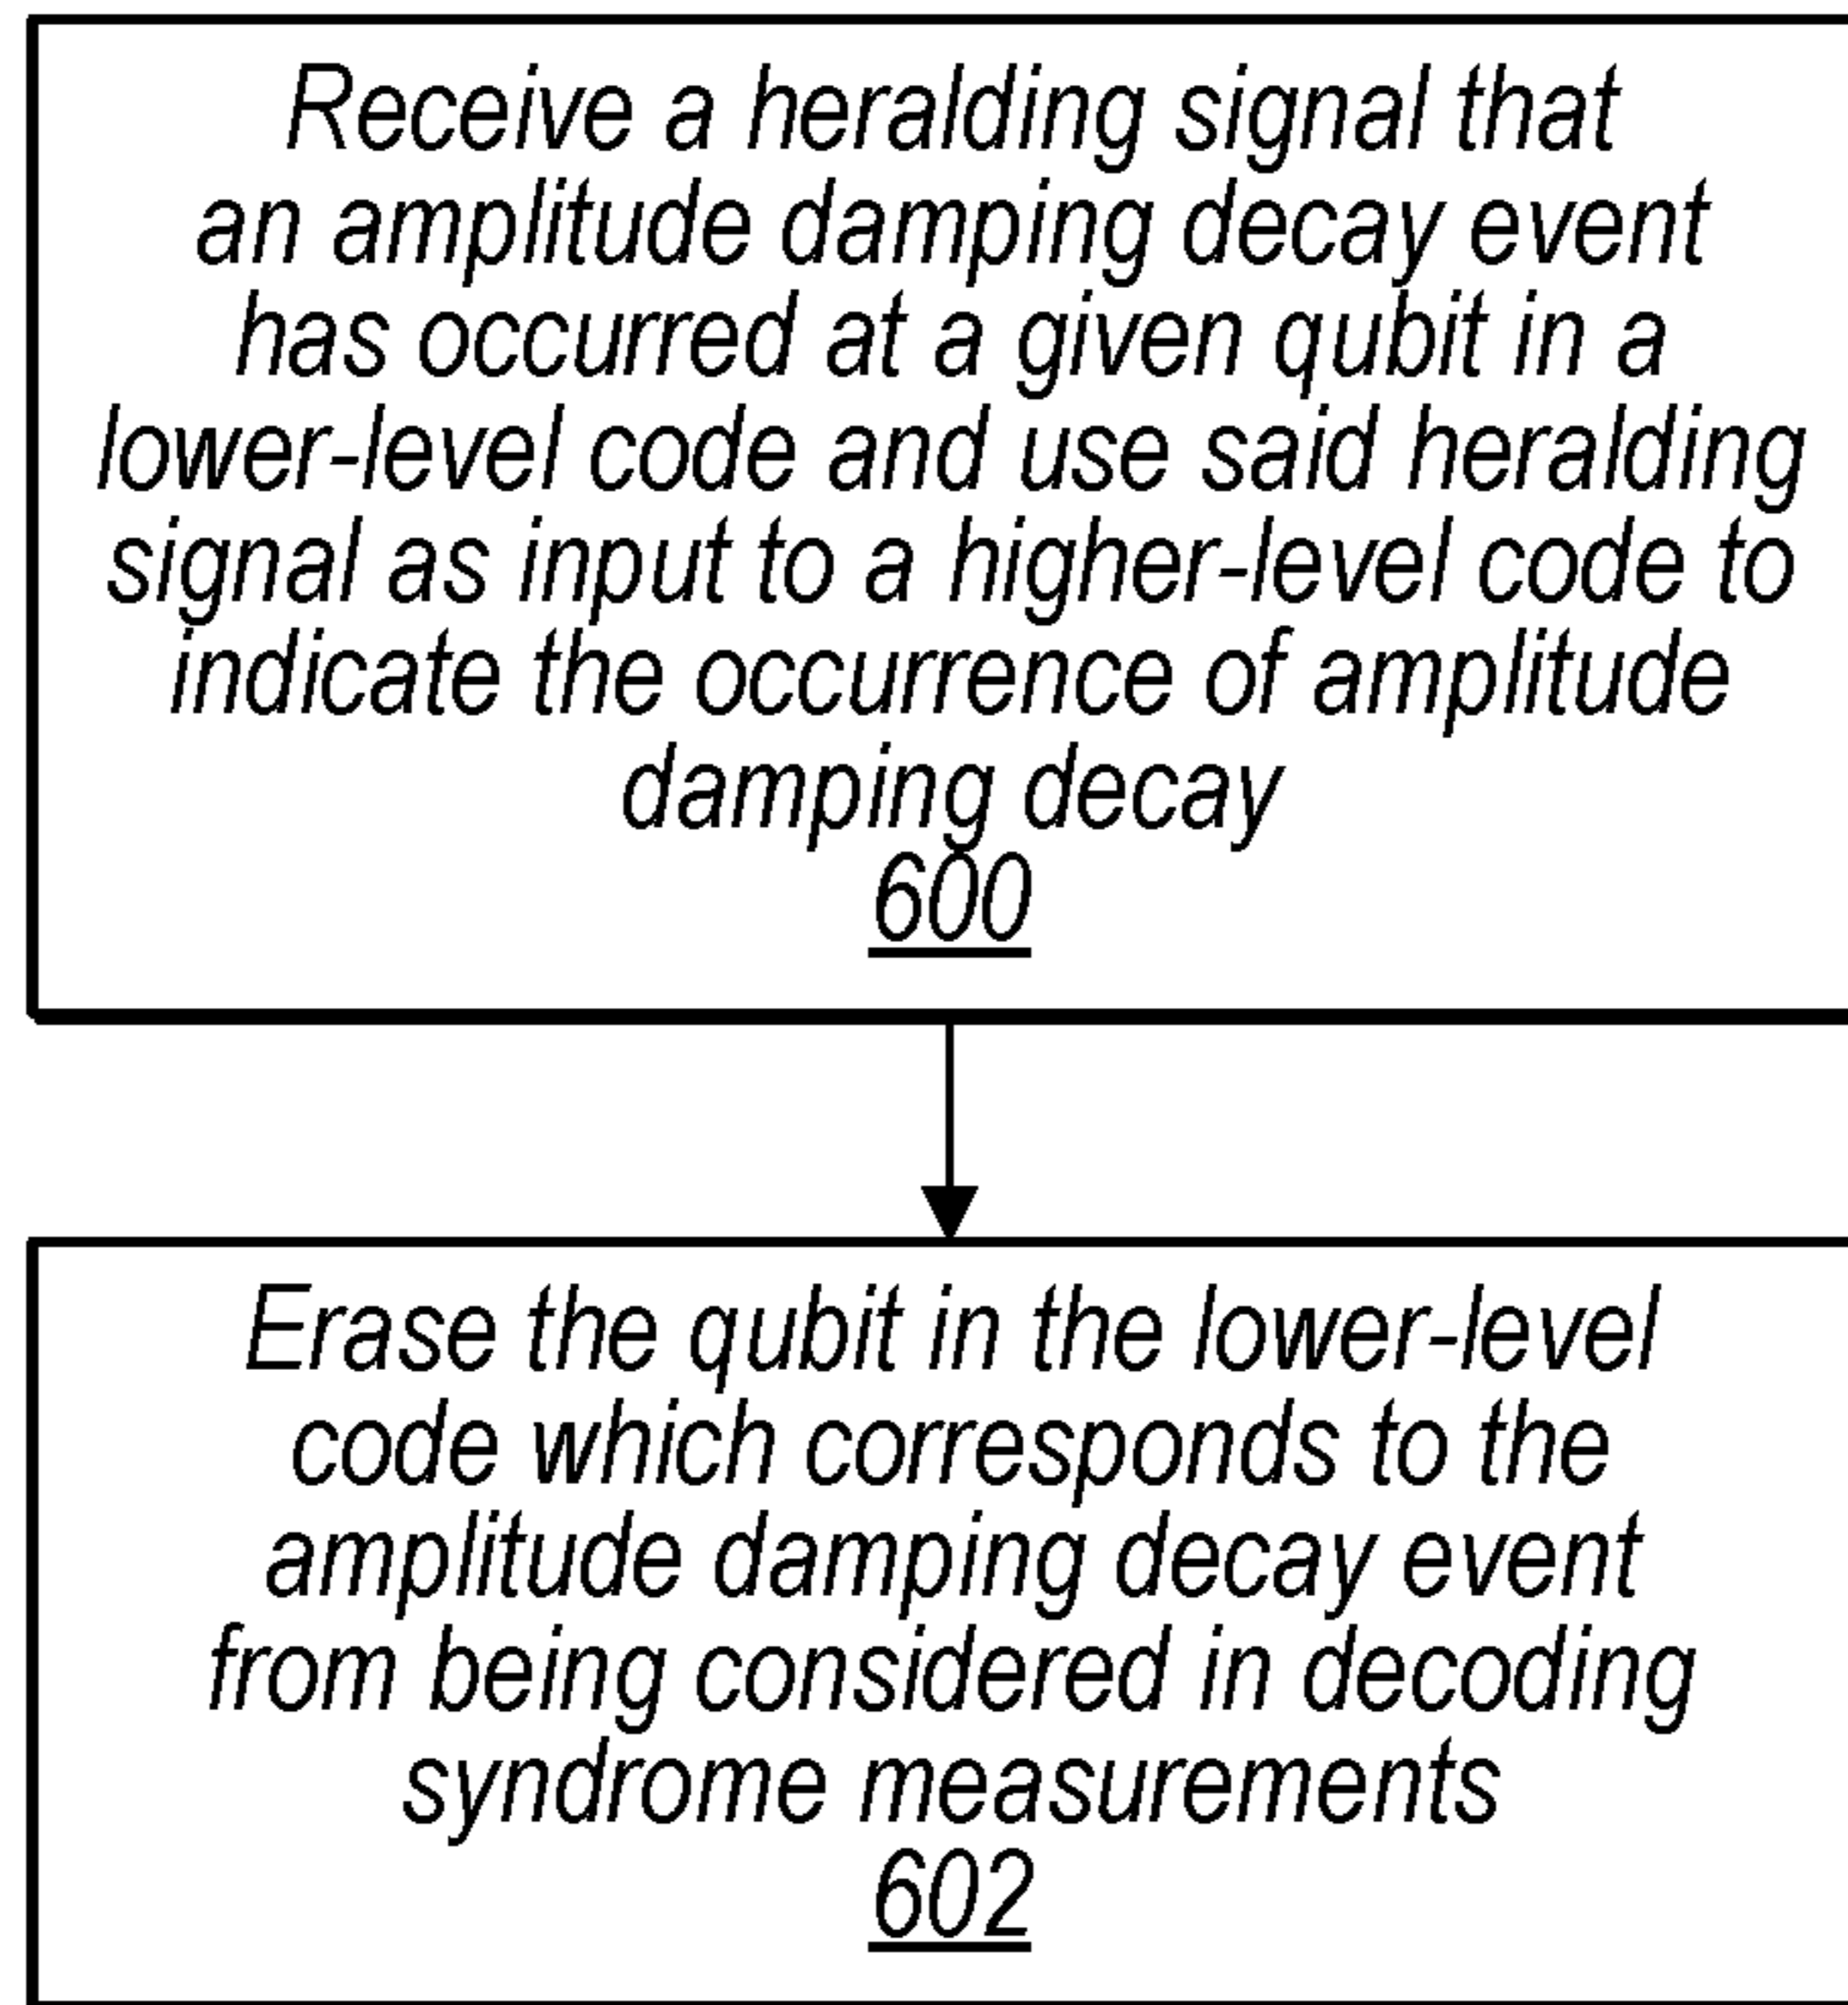 Receive a heralding signal that
an amplitude damping decay event
has occurred at a given qubit in a
lower-level code and use said heralding
signal as input to a higher-level code to
indicate the occurrence of amplitude
damping decay
600
Erase the qubit in the lower-level
code which corresponds to the
amplitude damping decay event
from being considered in decoding
syndrome measurements
602